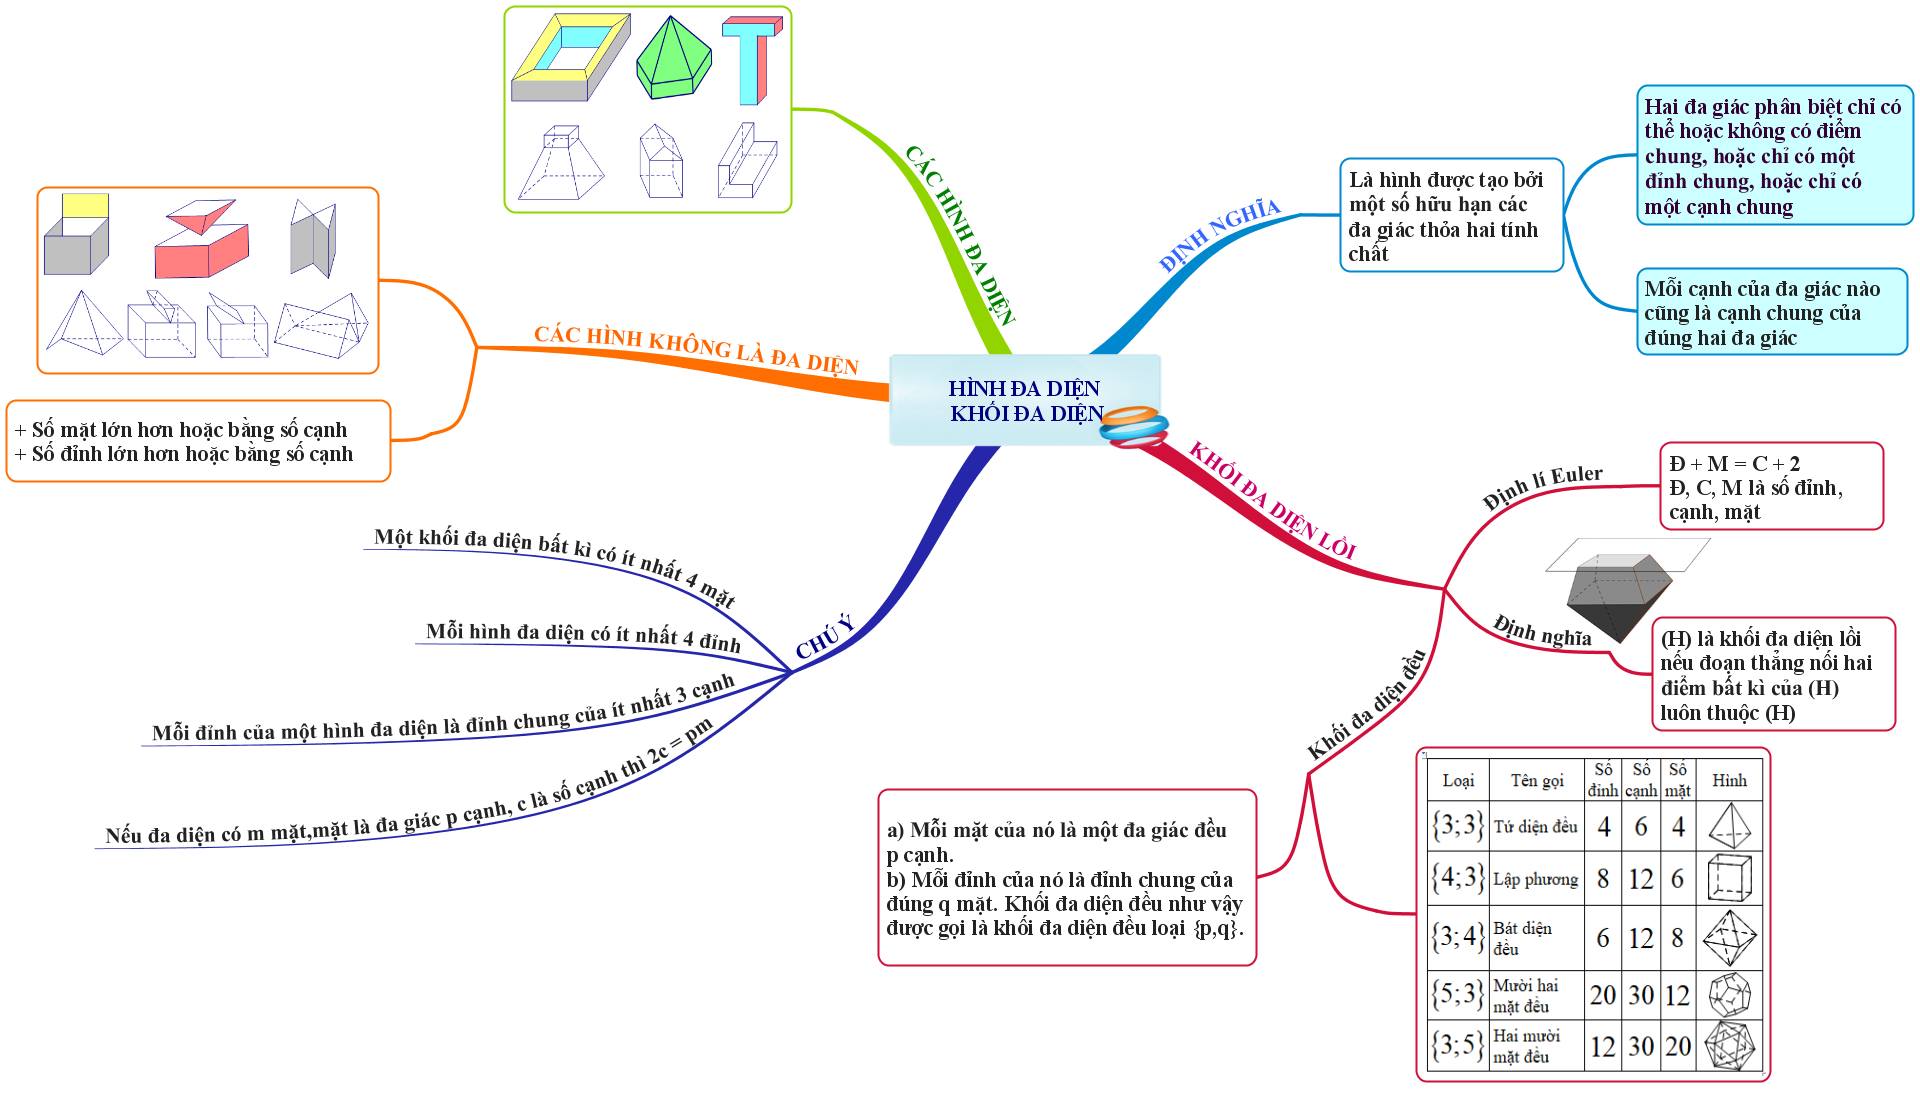 HÌNH ĐA DIỆN
KHỐI ĐA DIỆN
CÁC HÌNH ĐA DIỆN
ĐỊNH NGHĨA
Là hình được tạo bởi
một số hữu hạn các
đa giác thỏa hai tính
chất
Hai đa giác phân biệt chỉ có
thể hoặc không có điểm
chung, hoặc chỉ có một
đỉnh chung, hoặc chỉ có
một cạnh chung
Mỗi cạnh của đa giác nào
cũng là cạnh chung của
đúng hai đa giác
CÁC HÌNH KHÔNG LÀ ĐA DIỆN
+ Số mặt lớn hơn hoặc bằng số cạnh
+ Số đỉnh lớn hơn hoặc bằng số cạnh
KHỐI ĐA DIỆN LỒI
Định lí Euler
Đ + M = C + 2
Đ, C, M là số đỉnh,
cạnh, mặt
Định nghĩa
(H) là khối đa diện lồi
nếu đoạn thẳng nối hai
điểm bất kì của (H)
luôn thuộc (H)
Khối đa diện đều
a) Mỗi mặt của nó là một đa giác đều
p cạnh.
b) Mỗi đỉnh của nó là đỉnh chung của
đúng q mặt. Khối đa diện đều như vậy
được gọi là khối đa diện đều loại {p,q}.
Loại Tên gọi Số đỉnh Số cạnh Số mặt Hình
{3;3} Tứ diện đều 4 6 4
{4;3} Lập phương 8 12 6
{3;4} Bát diện đều 6 12 8
{5;3} Mười hai mặt đều 20 30 12
{3;5} Hai mười mặt đều 12 30 20
CHÚ Ý
Một khối đa diện bất kì có ít nhất 4 mặt
Mỗi hình đa diện có ít nhất 4 đỉnh
Mỗi đỉnh của một hình đa diện là đỉnh chung của ít nhất 3 cạnh
Nếu đa diện có m mặt,mặt là đa giác p cạnh, c là số cạnh thì 2c = pm